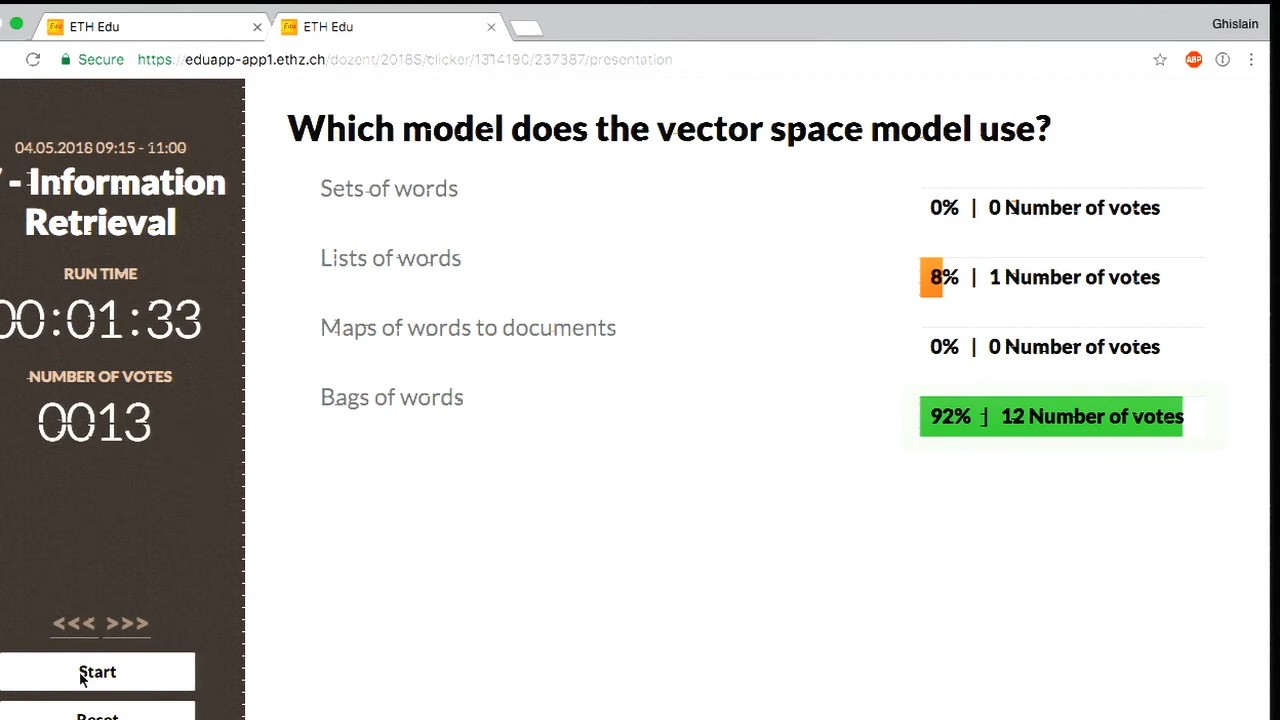 ETH Edu
ETH Edu
Ghislain
Secure https://eduapp-app1.ethz.ch/dozent/2018S/clicker/1314190/237387/presentation
ABP
04.05.2018 09:15 - 11:00
- Information
Retrieval
RUN TIME
00:01:33
NUMBER OF VOTES
0013
<<< >>>
Start
Reset
Which model does the vector space model use?
Sets of words
0% | 0 Number of votes
Lists of words
8% | 1 Number of votes
Maps of words to documents
0% | 0 Number of votes
Bags of words
92% | 12 Number of votes